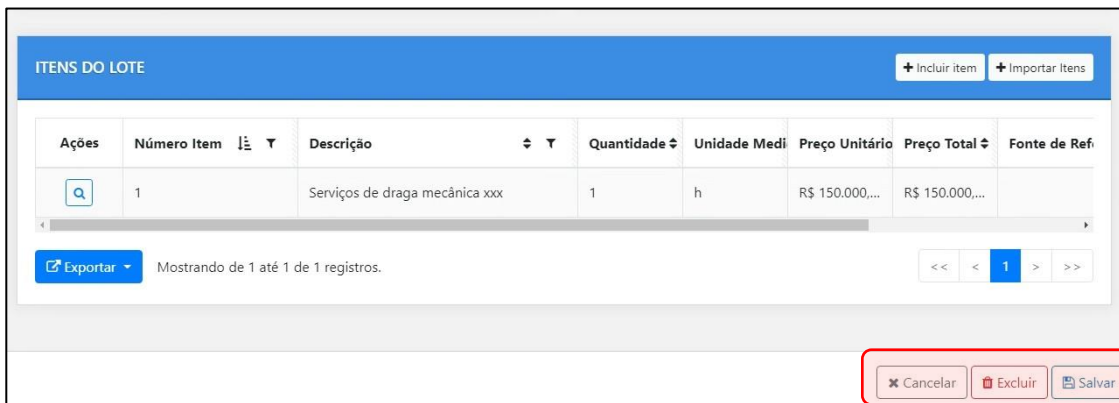 ITENS DO LOTE
Incluir item
Importar Itens
Ações Número Item Descrição Quantidade Unidade Medi Preço Unitário Preço Total Fonte de Refe
1 Serviços de draga mecânica xxx 1 h R$ 150.000,... R$ 150.000,...
Exportar Mostrando de 1 até 1 de 1 registros. << < 1 > >>
Cancelar Excluir Salvar